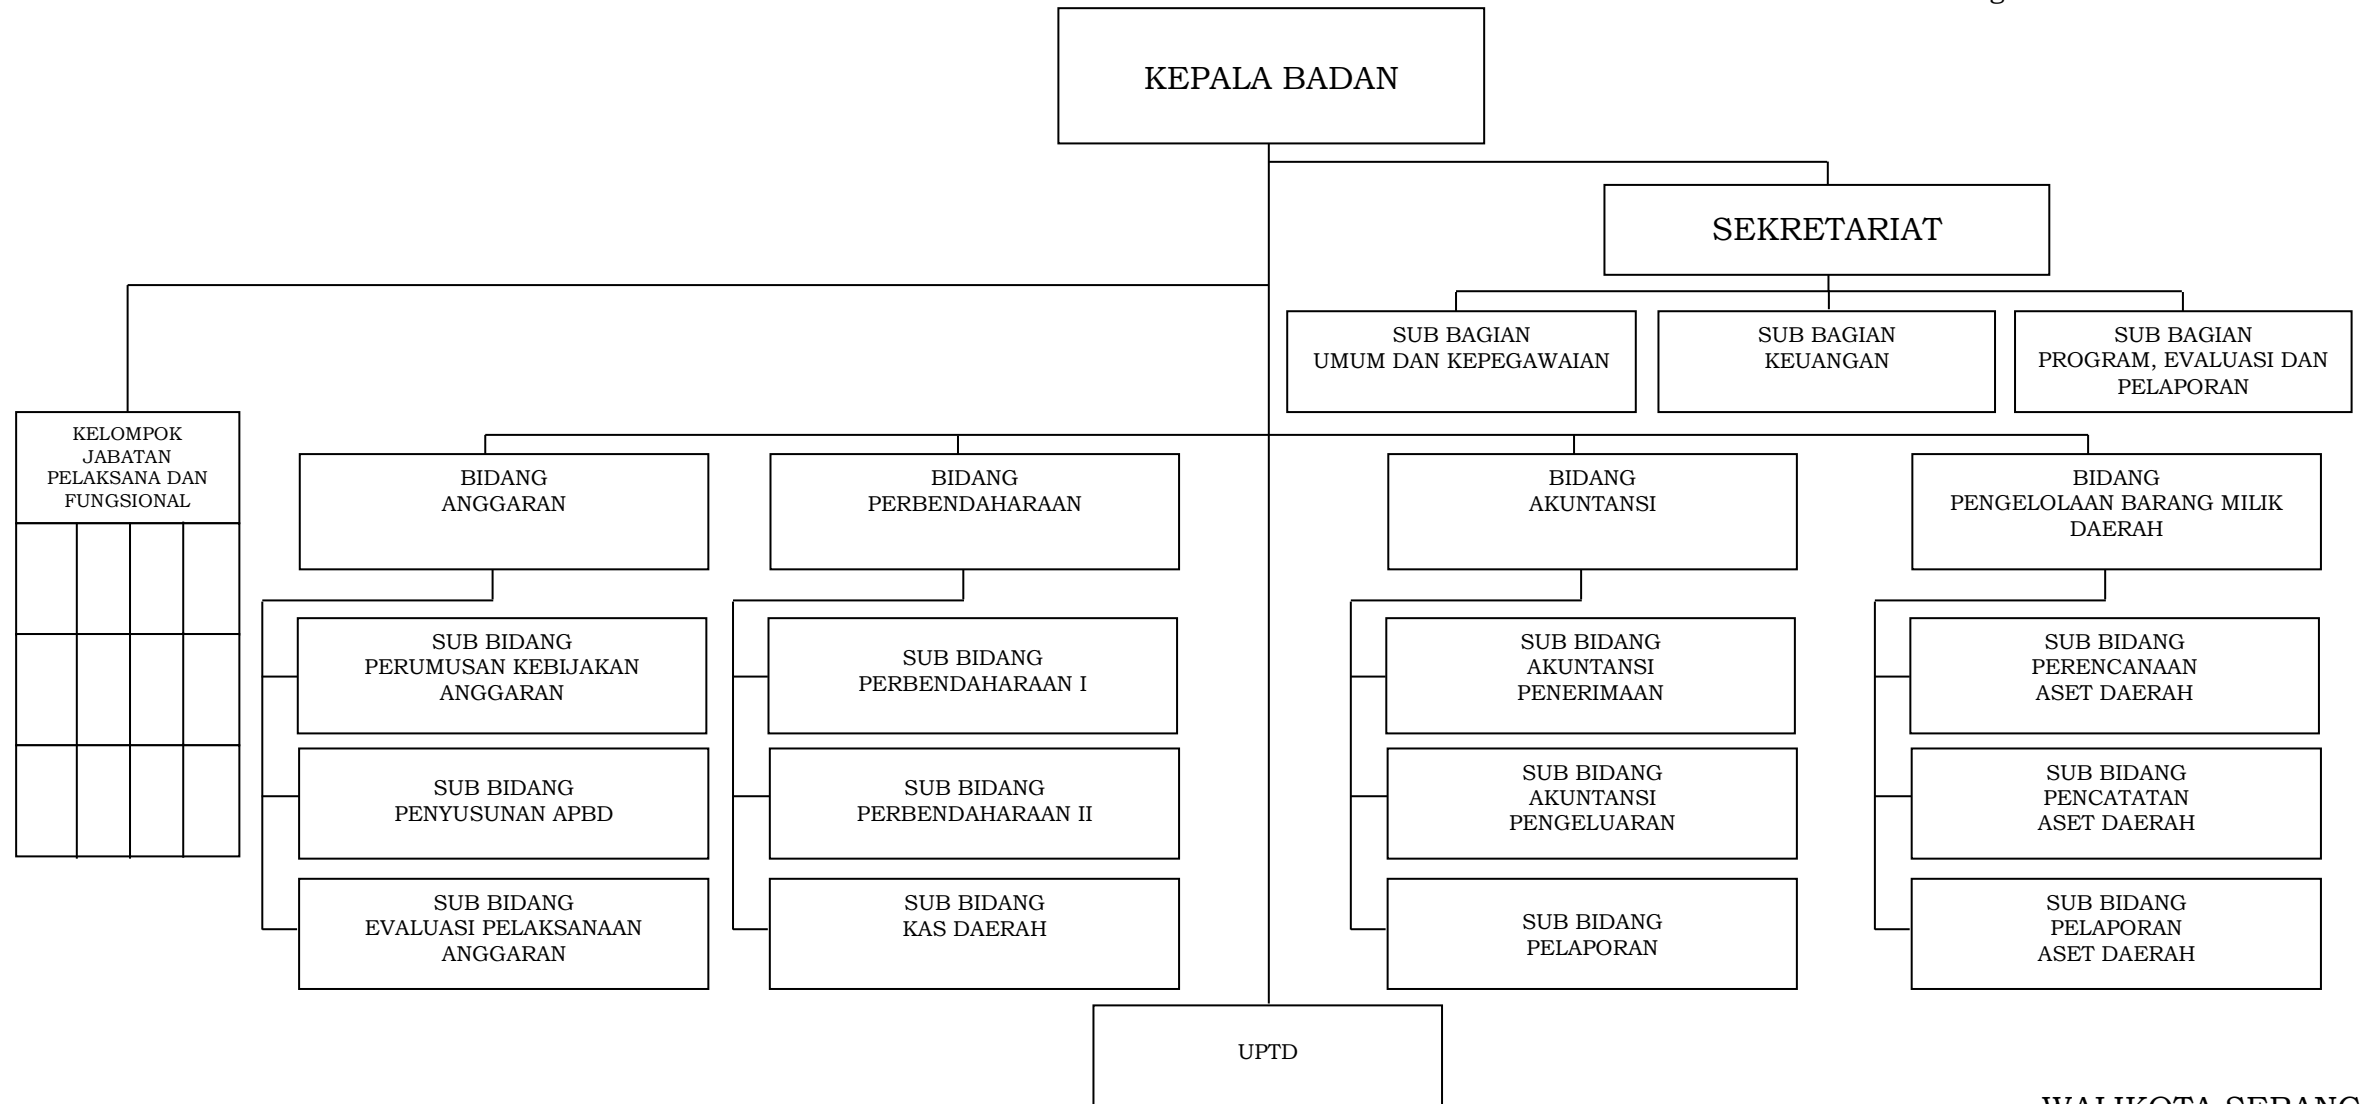 KEPALA BADAN
SEKRETARIAT
SUB BAGIAN
UMUM DAN KEPEGAWAIAN
SUB BAGIAN
KEUANGAN
SUB BAGIAN
PROGRAM, EVALUASI DAN
PELAPORAN
KELOMPOK
JABATAN
PELAKSANA DAN
FUNGSIONAL
BIDANG
ANGGARAN
BIDANG
PERBENDAHARAAN
BIDANG
AKUNTANSI
BIDANG
PENGELOLAAN BARANG MILIK
DAERAH
SUB BIDANG
PERUMUSAN KEBIJAKAN
ANGGARAN
SUB BIDANG
PERBENDAHARAAN I
SUB BIDANG
AKUNTANSI
PENERIMAAN
SUB BIDANG
PERENCANAAN
ASET DAERAH
SUB BIDANG
PENYUSUNAN APBD
SUB BIDANG
PERBENDAHARAAN II
SUB BIDANG
AKUNTANSI
PENGELUARAN
SUB BIDANG
PENCATATAN
ASET DAERAH
SUB BIDANG
EVALUASI PELAKSANAAN
ANGGARAN
SUB BIDANG
KAS DAERAH
SUB BIDANG
PELAPORAN
SUB BIDANG
PELAPORAN
ASET DAERAH
UPTD
WALIKOTA SERANG